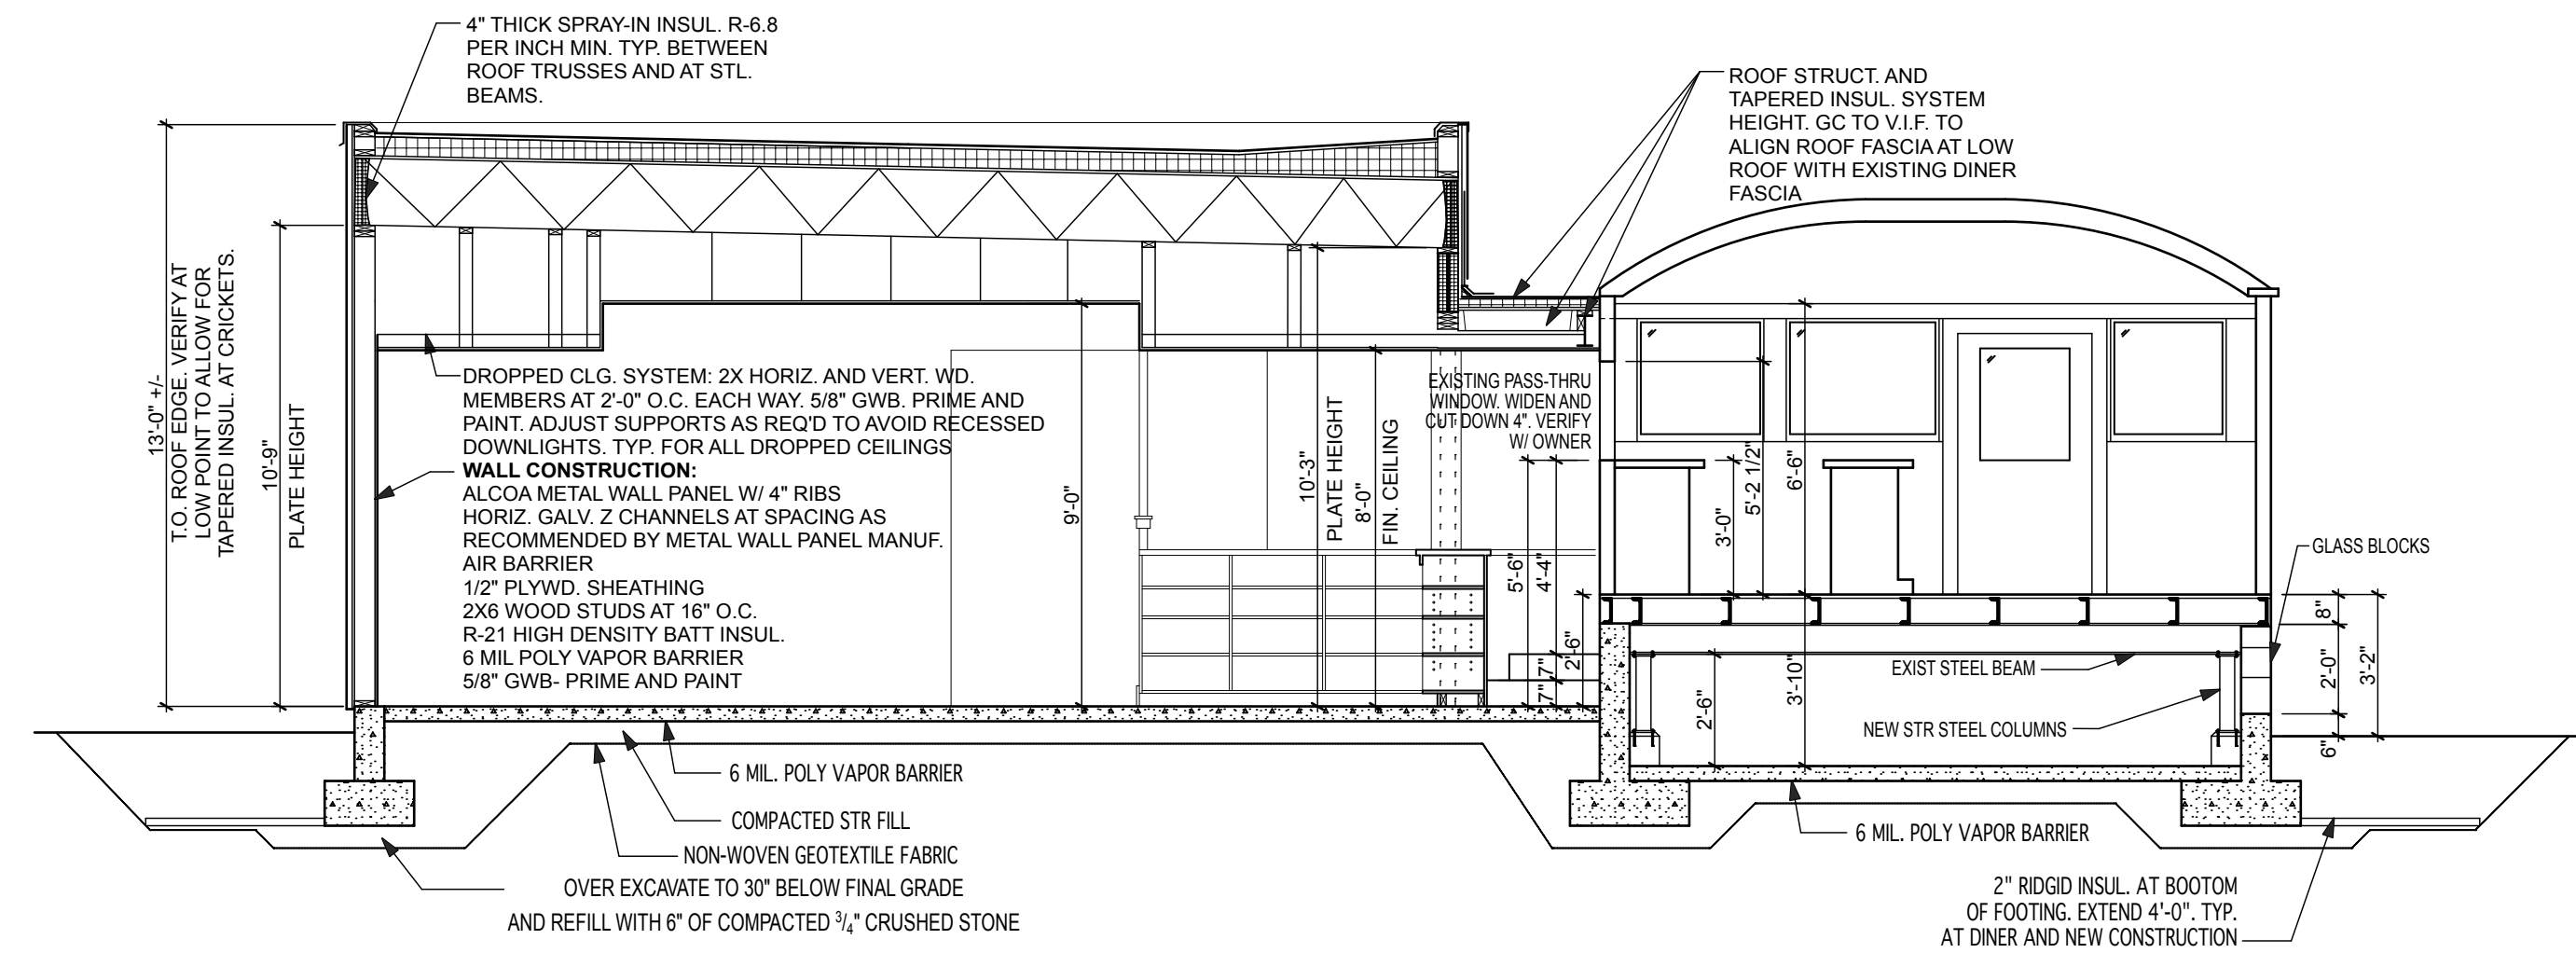 4" THICK SPRAY-IN INSUL. R-6.8
PER INCH MIN. TYP. BETWEEN
ROOF TRUSSES AND AT STL.
BEAMS.
ROOF STRUCT. AND
TAPERED INSUL. SYSTEM
HEIGHT. GC TO V.I.F. TO
ALIGN ROOF FASCIA AT LOW
ROOF WITH EXISTING DINER
FASCIA
13'-0" +/-
T.O. ROOF EDGE. VERIFY AT
LOW POINT TO ALLOW FOR
TAPERED INSUL. AT CRICKETS.
10'-9"
PLATE HEIGHT
DROPPED CLG. SYSTEM: 2X HORIZ. AND VERT. WD.
MEMBERS AT 2'-0" O.C. EACH WAY. 5/8" GWB. PRIME AND
PAINT. ADJUST SUPPORTS AS REQ'D TO AVOID RECESSED
DOWNLIGHTS. TYP. FOR ALL DROPPED CEILINGS
WALL CONSTRUCTION:
ALCOA METAL WALL PANEL W/ 4" RIBS
HORIZ. GALV. Z CHANNELS AT SPACING AS
RECOMMENDED BY METAL WALL PANEL MANUF.
AIR BARRIER
1/2" PLYWD. SHEATHING
2X6 WOOD STUDS AT 16" O.C.
R-21 HIGH DENSITY BATT INSUL.
6 MIL POLY VAPOR BARRIER
5/8" GWB- PRIME AND PAINT
9'-0"
10'-3"
PLATE HEIGHT
8'-0"
FIN. CEILING
EXISTING PASS-THRU
WINDOW. WIDEN AND
CUT DOWN 4". VERIFY
W/ OWNER
5'-6"
4'-4"
7"
7"
2'-6"
3'-0"
5'-2 1/2"
6'-6"
2'-6"
3'-10"
GLASS BLOCKS
8"
2'-0"
3'-2"
6"
EXIST STEEL BEAM
NEW STR STEEL COLUMNS
6 MIL. POLY VAPOR BARRIER
COMPACTED STR FILL
NON-WOVEN GEOTEXTILE FABRIC
OVER EXCAVATE TO 30" BELOW FINAL GRADE
AND REFILL WITH 6" OF COMPACTED 3/4" CRUSHED STONE
6 MIL. POLY VAPOR BARRIER
2" RIDGID INSUL. AT BOOTOM
OF FOOTING. EXTEND 4'-0". TYP.
AT DINER AND NEW CONSTRUCTION